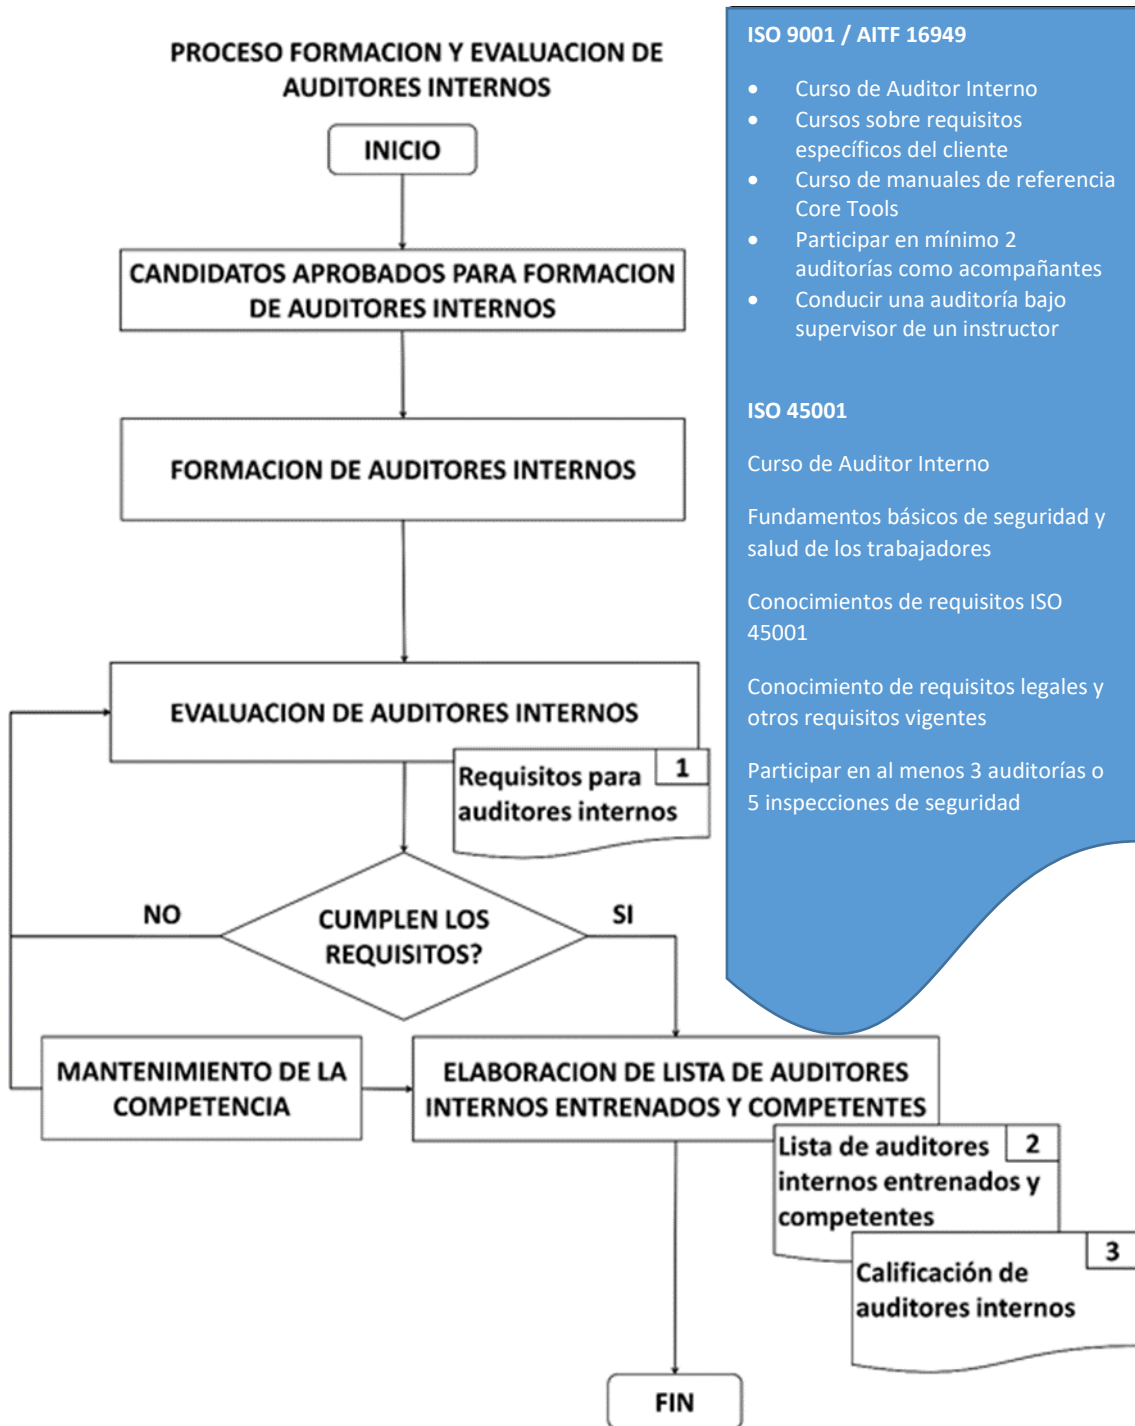 PROCESO FORMACION Y EVALUACION DE
AUDITORES INTERNOS
INICIO
CANDIDATOS APROBADOS PARA FORMACION
DE AUDITORES INTERNOS
FORMACION DE AUDITORES INTERNOS
EVALUACION DE AUDITORES INTERNOS
1
Requisitos para
auditores internos
CUMPLEN LOS
REQUISITOS?
NO
SI
MANTENIMIENTO DE LA
COMPETENCIA
ELABORACION DE LISTA DE AUDITORES
INTERNOS ENTRENADOS Y COMPETENTES
2
Lista de auditores
internos entrenados y
competentes
3
Calificación de
auditores internos
FIN
ISO 9001 / AITF 16949
• Curso de Auditor Interno
• Cursos sobre requisitos
específicos del cliente
• Curso de manuales de referencia
Core Tools
• Participar en mínimo 2
auditorías como acompañantes
• Conducir una auditoría bajo
supervisor de un instructor
ISO 45001
Curso de Auditor Interno
Fundamentos básicos de seguridad y
salud de los trabajadores
Conocimientos de requisitos ISO
45001
Conocimiento de requisitos legales y
otros requisitos vigentes
Participar en al menos 3 auditorías o
5 inspecciones de seguridad